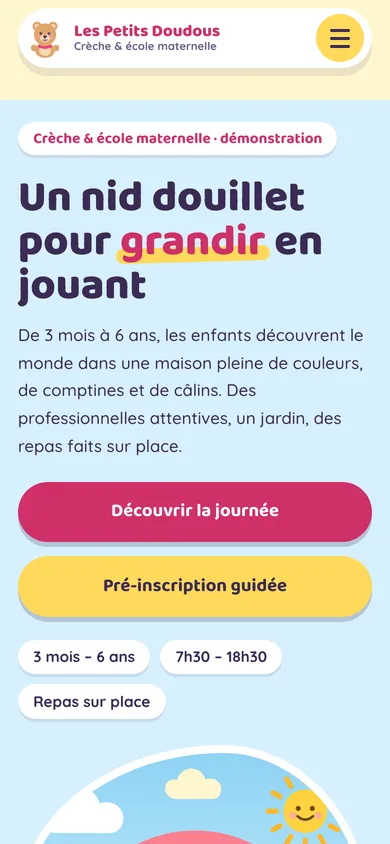 Les Petits Doudous
Crèche & école maternelle
Crèche & école maternelle · démonstration
Un nid douillet
pour grandir en
jouant
De 3 mois à 6 ans, les enfants découvrent le
monde dans une maison pleine de couleurs,
de comptines et de câlins. Des
professionnelles attentives, un jardin, des
repas faits sur place.
Découvrir la journée
Pré-inscription guidée
3 mois – 6 ans
7h30 – 18h30
Repas sur place